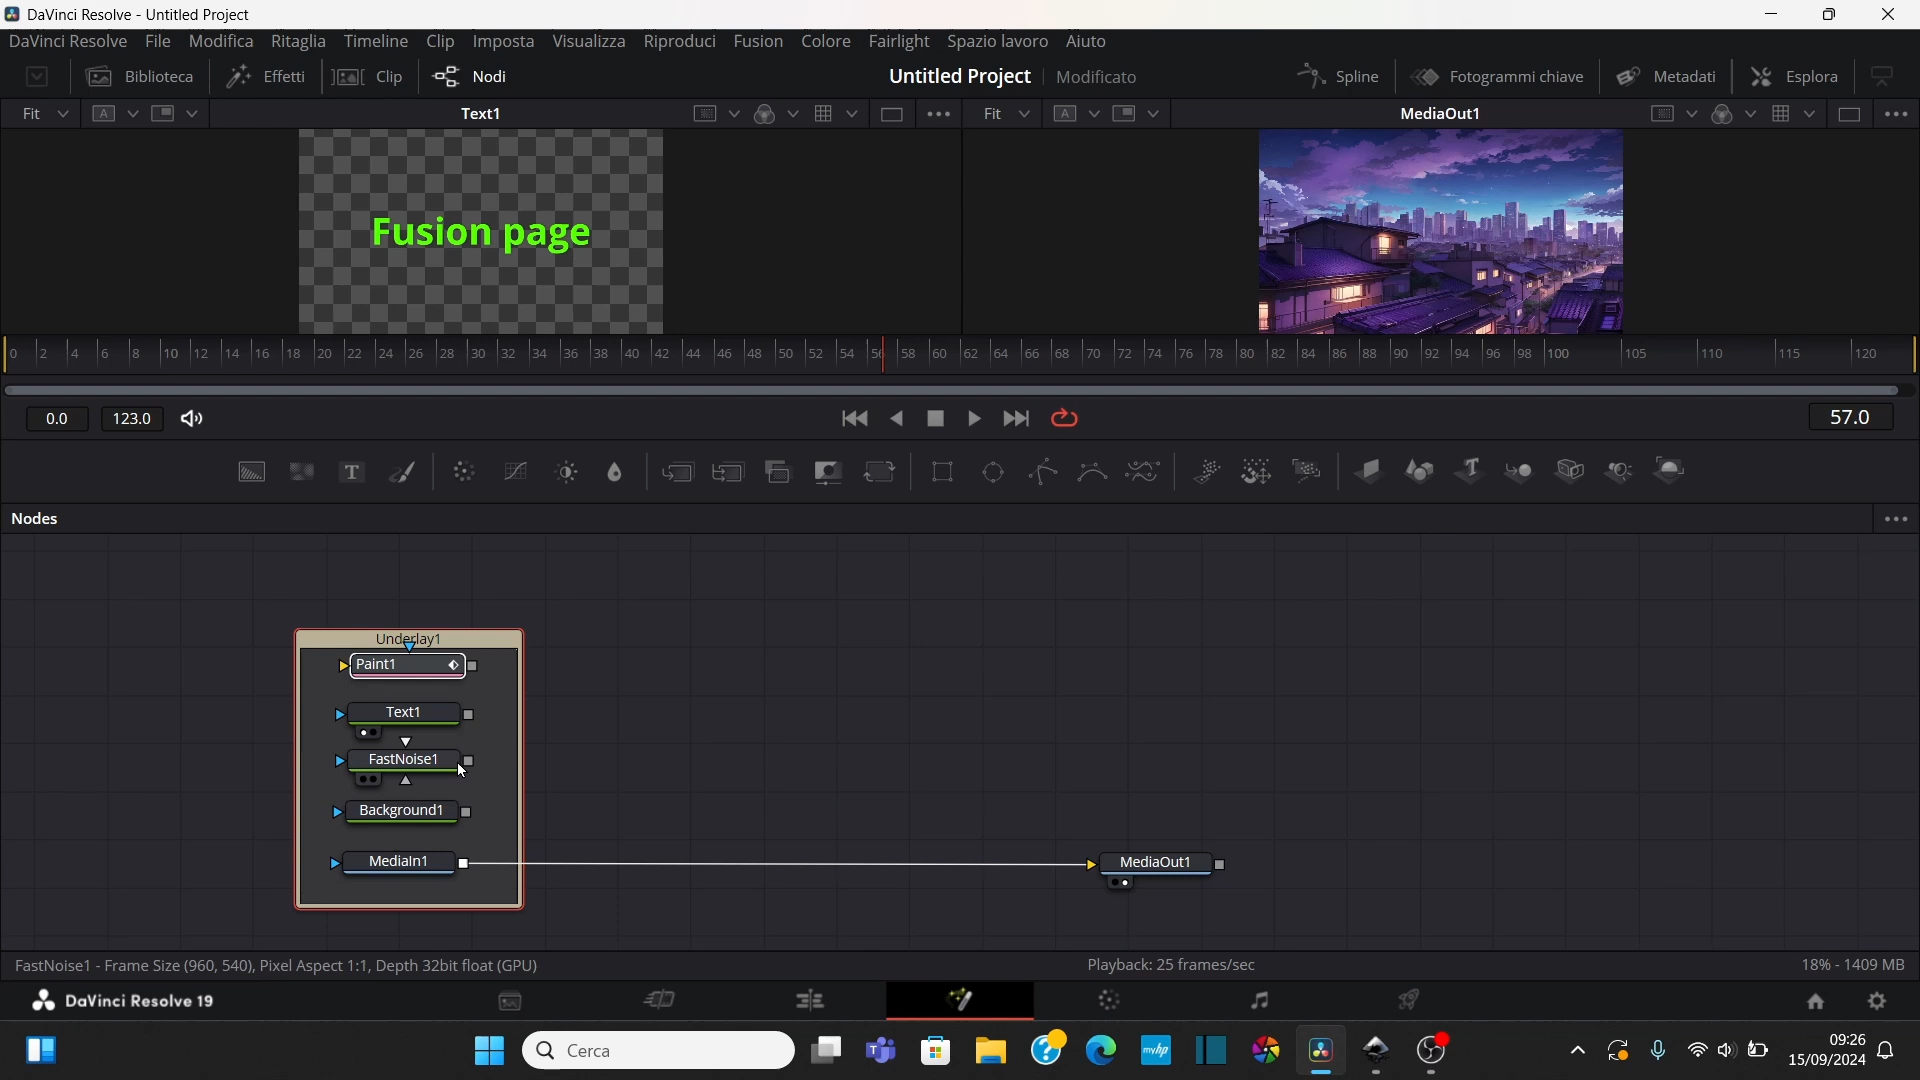 DaVinci Resolve - Untitled Project
DaVinci Resolve File Modifica Ritaglia Timeline Clip Imposta Visualizza Riproduci Fusion Colore Fairlight Spazio lavoro Aiuto
Biblioteca Effetti Clip Nodi Untitled Project Modificato Spline Fotogrammi chiave Metadati Esplora
Fit A Text1 Fit A MediaOut1
Fusion page
0 2 4 6 8 10 12 14 16 18 20 22 24 26 28 30 32 34 36 38 40 42 44 46 48 50 52 54 56 58 60 62 64 66 68 70 72 74 76 78 80 82 84 86 88 90 92 94 96 98 100 105 110 115 120
0.0 123.0 57.0
T
Nodes
Underlay1
Paint1
Text1
FastNoise1
Background1
MediaIn1 MediaOut1
FastNoise1 - Frame Size (960, 540), Pixel Aspect 1:1, Depth 32bit float (GPU) Playback: 25 frames/sec 18% - 1409 MB
DaVinci Resolve 19
Cerca myhp 09:26
15/09/2024